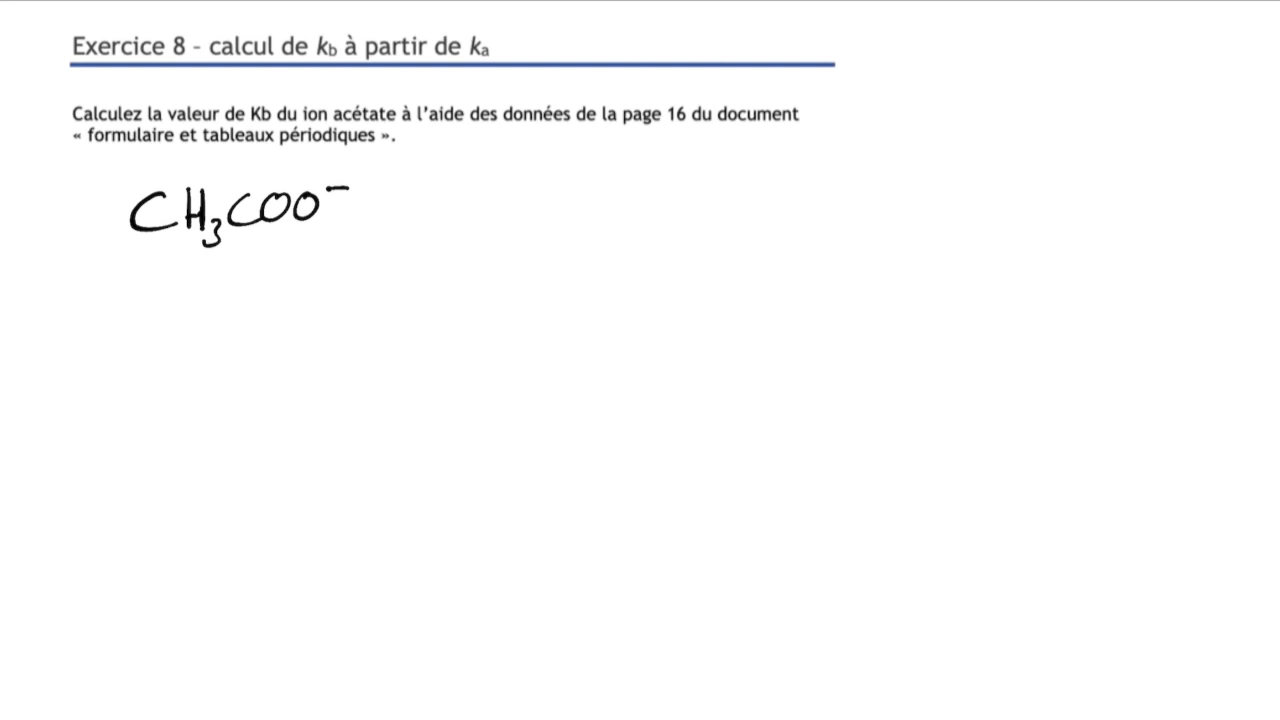 Exercice 8 - calcul de kb à partir de ka
Calculez la valeur de Kb du ion acétate à l'aide des données de la page 16 du document
« formulaire et tableaux périodiques ».
CH₃COO⁻